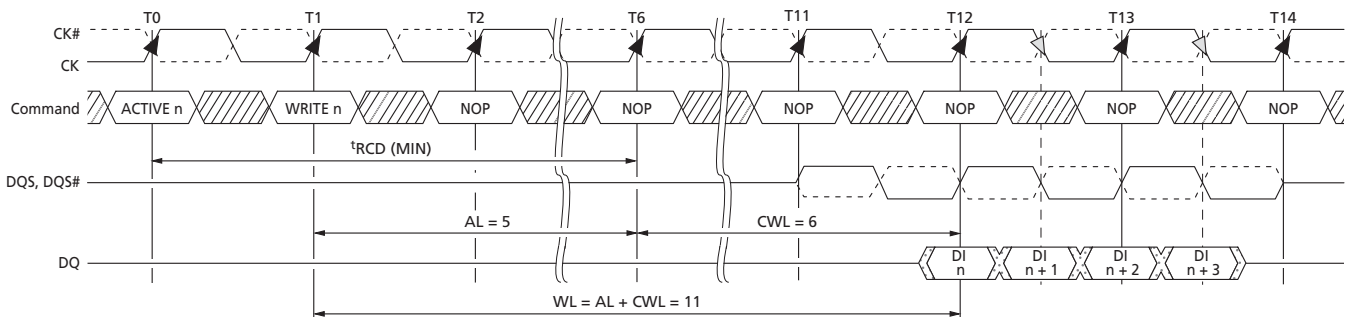 T0 T1 T2 T6 T11 T12 T13 T14
CK#
CK
Command ACTIVE n WRITE n NOP NOP NOP NOP NOP NOP
tRCD (MIN)
DQS, DQS#
AL = 5 CWL = 6
DQ DI n DI n + 1 DI n + 2 DI n + 3
WL = AL + CWL = 11